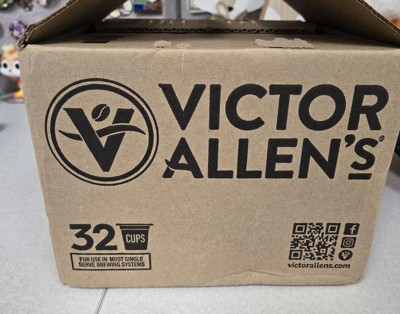 VICTOR
ALLEN'S®
32 CUPS
FOR USE IN MOST SINGLE
SERVE BREWING SYSTEMS
victorallens.com